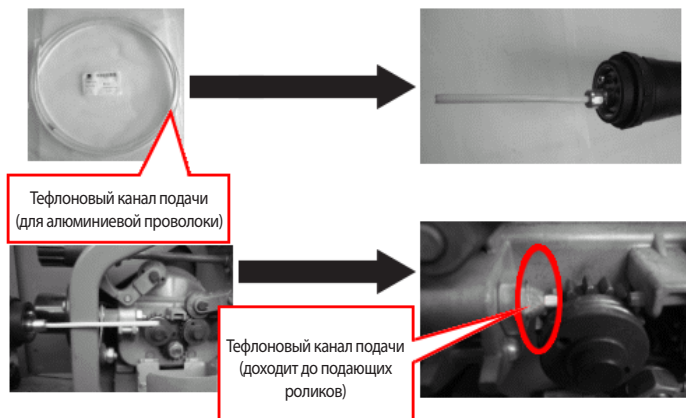 Тефлоновый канал подачи
(для алюминиевой проволоки)
Тефлоновый канал подачи
(доходит до подающих
роликов)